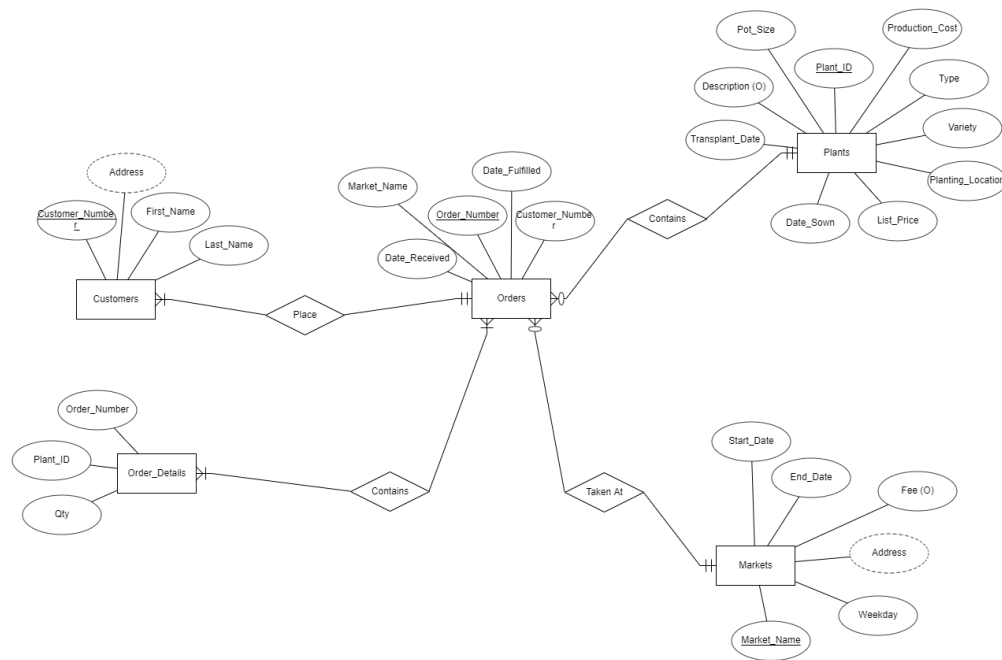 Pot_Size
Production_Cost
Plant_ID
Description (O)
Type
Transplant_Date
Variety
Plants
Planting_Location
Date_Sown
List_Price
Contains
Address
Customer_Numbe
r
First_Name
Last_Name
Customers
Place
Market_Name
Date_Fulfilled
Order_Number
Customer_Numbe
r
Date_Received
Orders
Order_Number
Plant_ID
Order_Details
Qty
Contains
Taken At
Start_Date
End_Date
Fee (O)
Address
Markets
Weekday
Market_Name